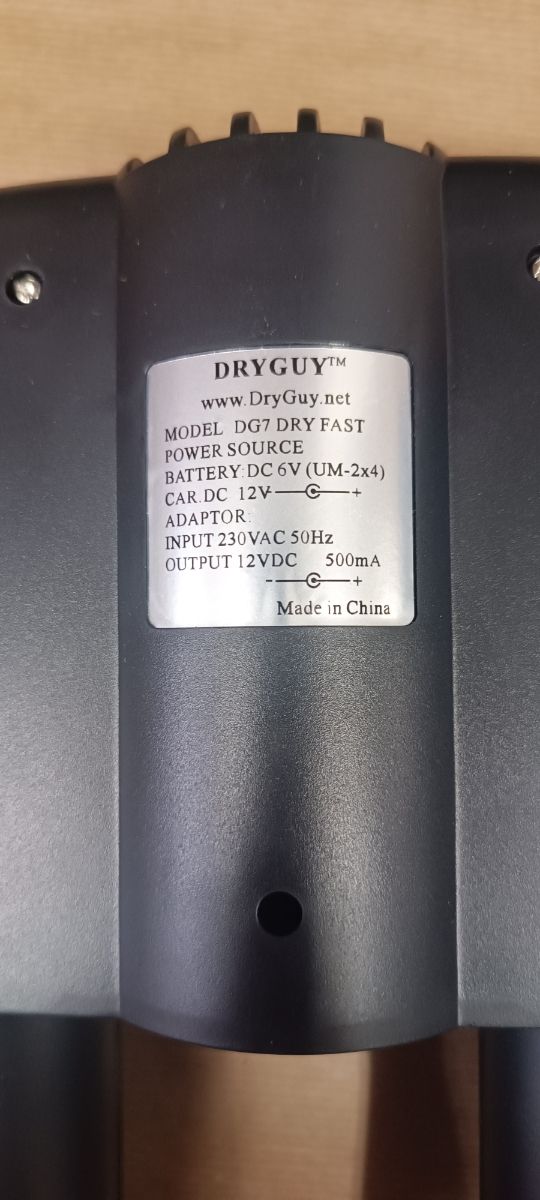 DRYGUY™
www.DryGuy.net
MODEL DG7 DRY FAST
POWER SOURCE
BATTERY: DC 6V (UM-2x4)
CAR. DC 12V - +
ADAPTOR:
INPUT 230VAC 50Hz
OUTPUT 12VDC 500mA
- +
Made in China